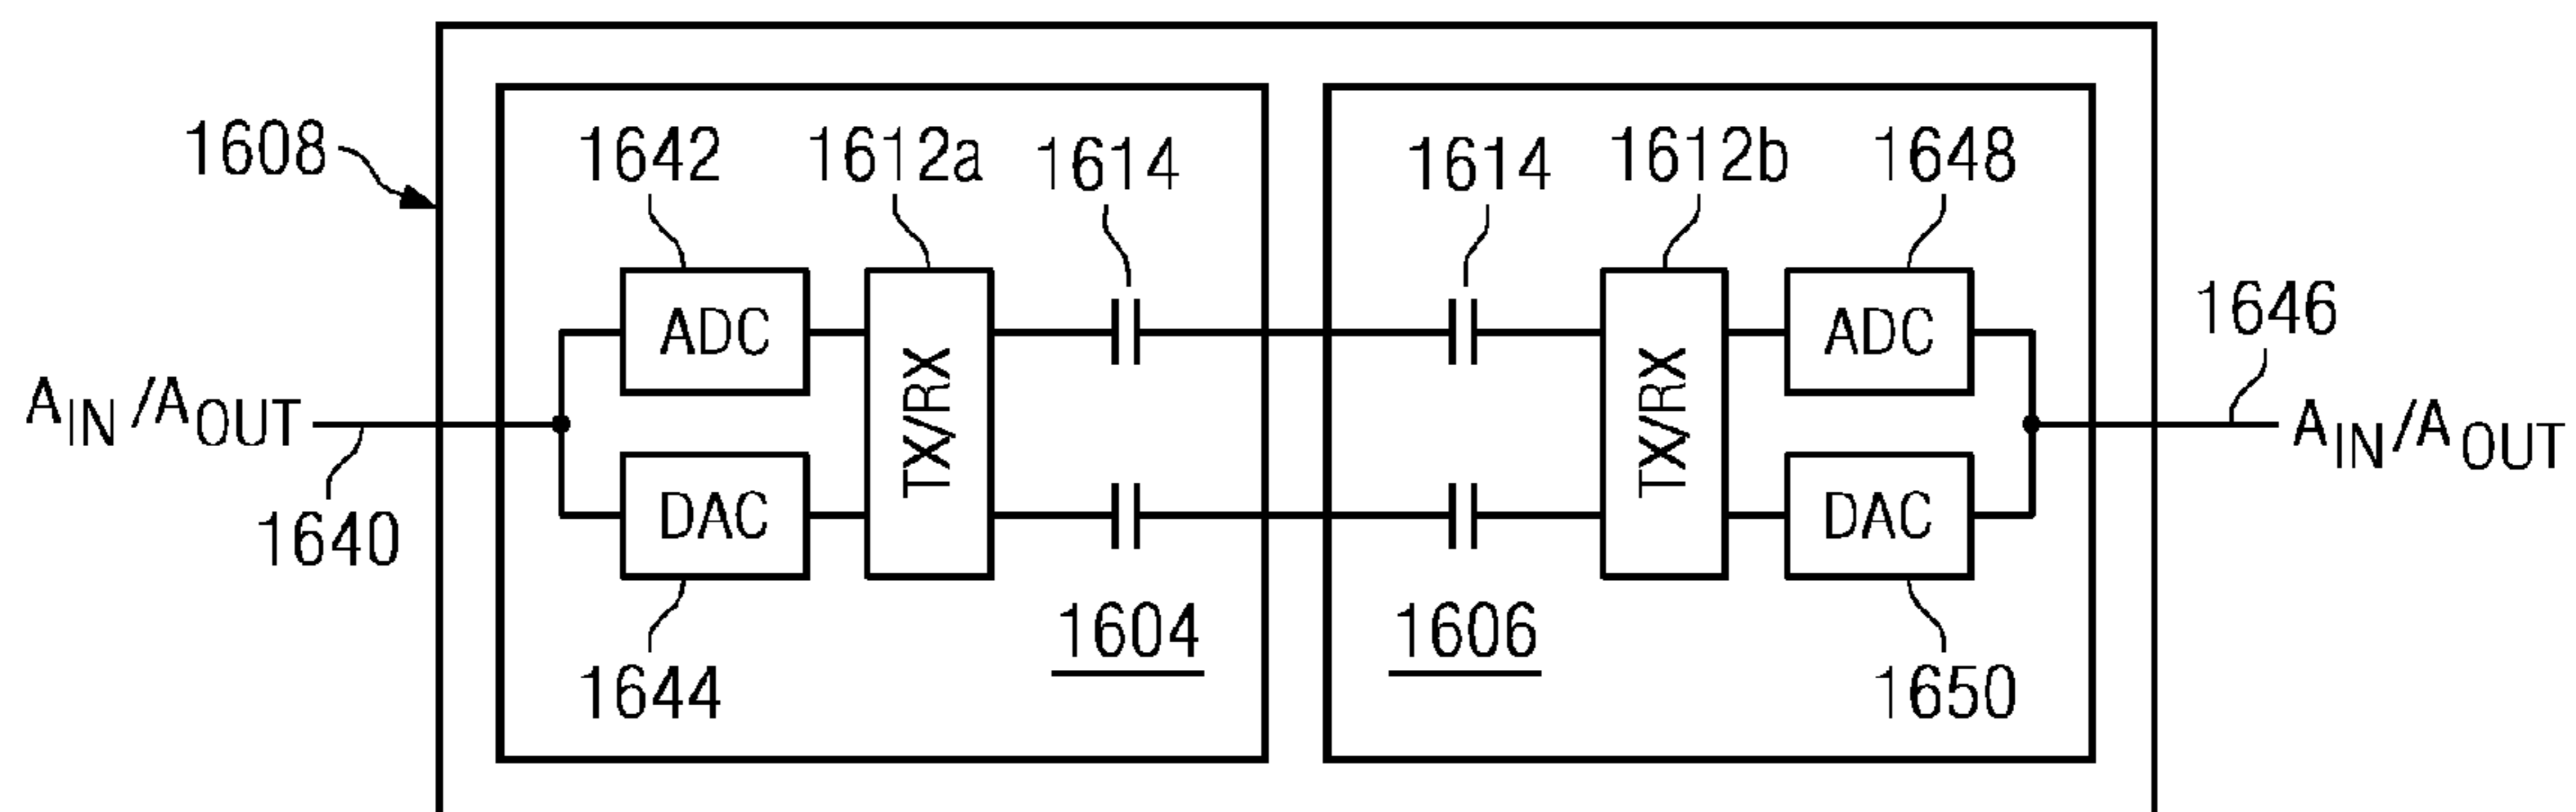 1608
1642
1612a
1614
1614
1612b
1648
1646
ADC
TX/RX
TX/RX
ADC
AIN/AOUT
AIN/AOUT
1640
DAC
DAC
1604
1606
1644
1650